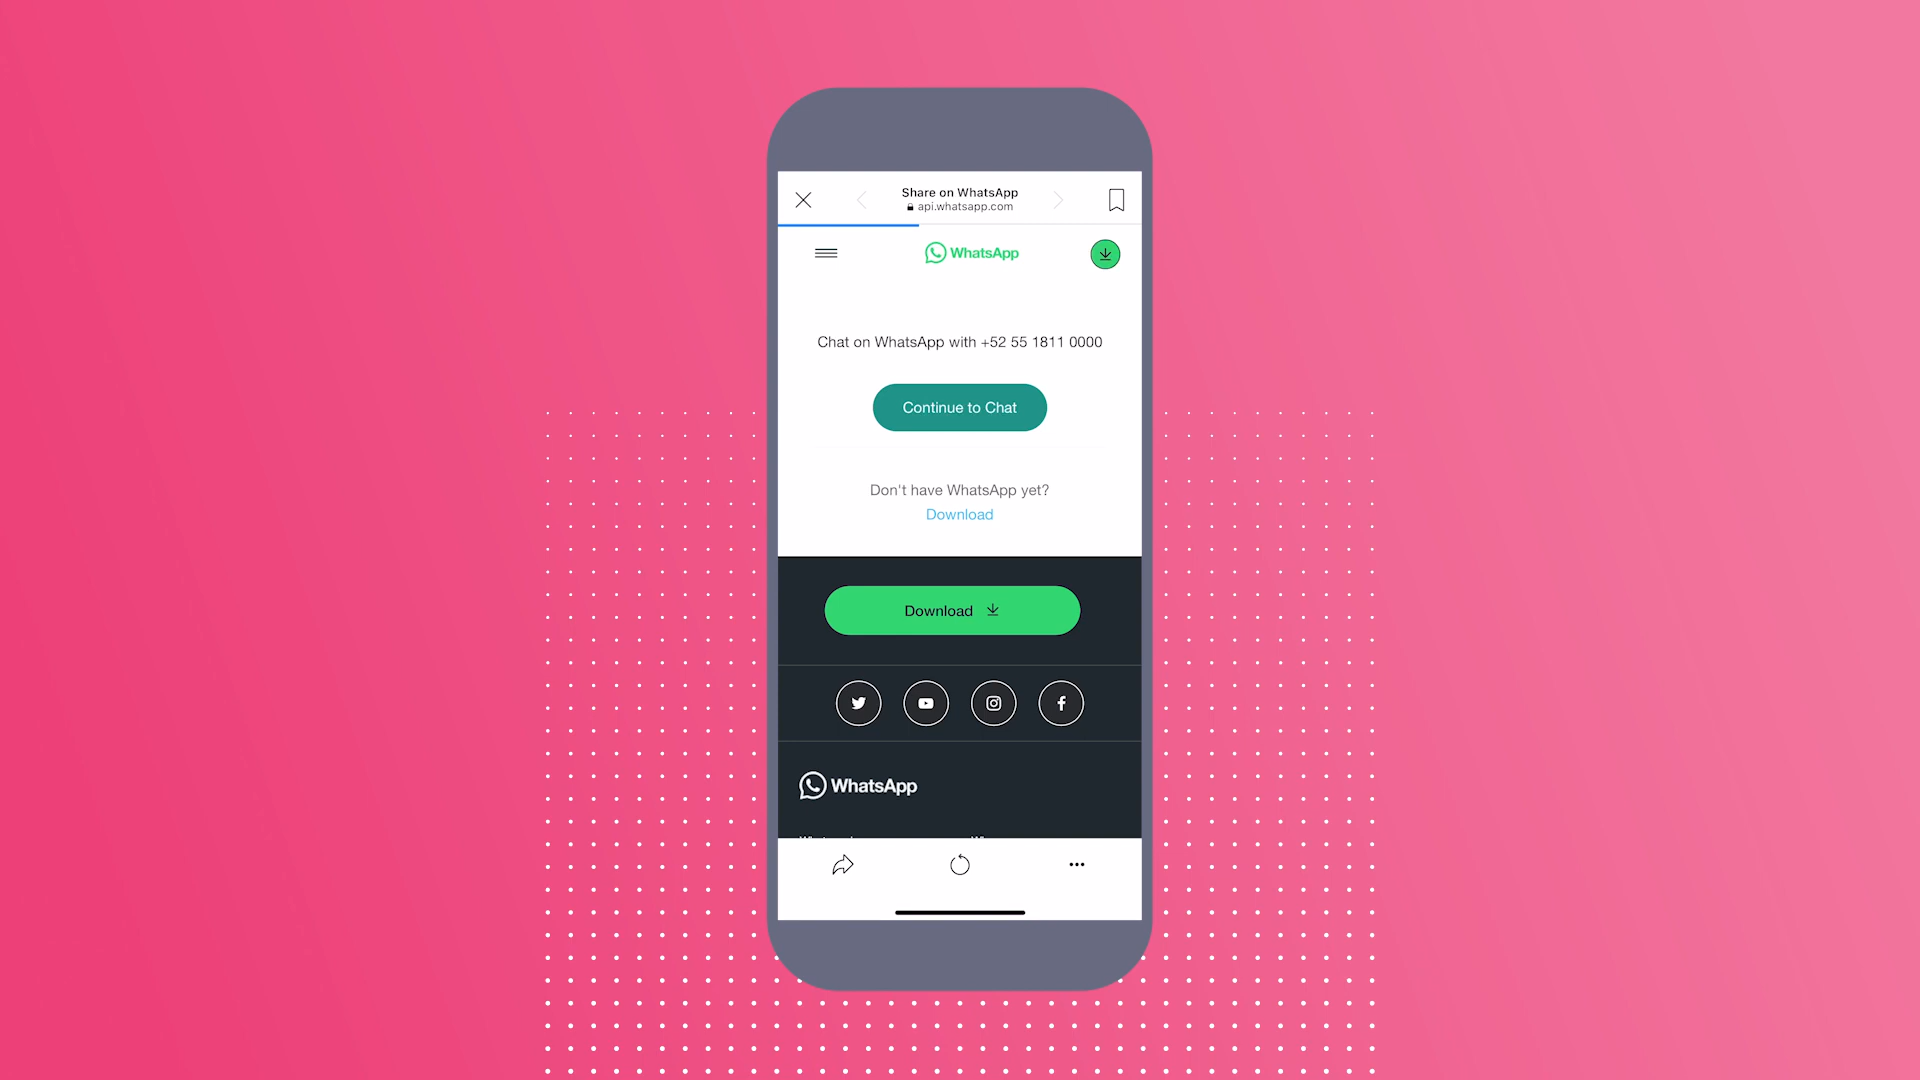 Share on WhatsApp
api.whatsapp.com
WhatsApp
Chat on WhatsApp with +52 55 1811 0000
Continue to Chat
Don't have WhatsApp yet?
Download
Download
WhatsApp